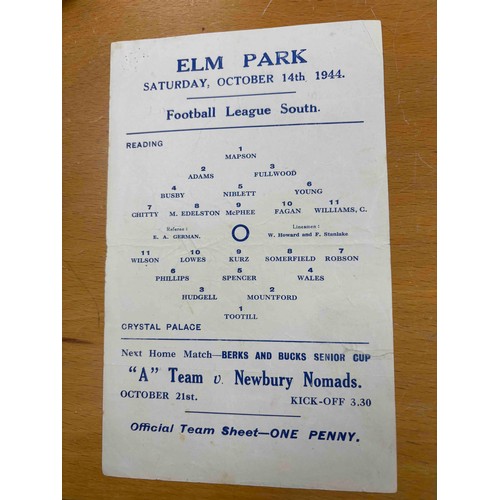 ELM PARK
SATURDAY, OCTOBER 14th 1944.
Football League South.
READING
1
MAPSON
2 3
ADAMS FULLWOOD
4 5 6
BUSBY NIBLETT YOUNG
7 8 9 10 11
CHITTY M. EDELSTON McPHEE FAGAN WILLIAMS, C.
Referee: Linesmen:
E. A. GERMAN. W. Howard and F. Stunlake
11 10 9 8 7
WILSON LOWES KURZ SOMERFIELD ROBSON
6 5 4
PHILLIPS SPENCER WALES
3 2
HUDGELL MOUNTFORD
1
TOOTILL
CRYSTAL PALACE
Next Home Match—BERKS AND BUCKS SENIOR CUP
"A" Team v. Newbury Nomads.
OCTOBER 21st. KICK-OFF 3.30
Official Team Sheet—ONE PENNY.